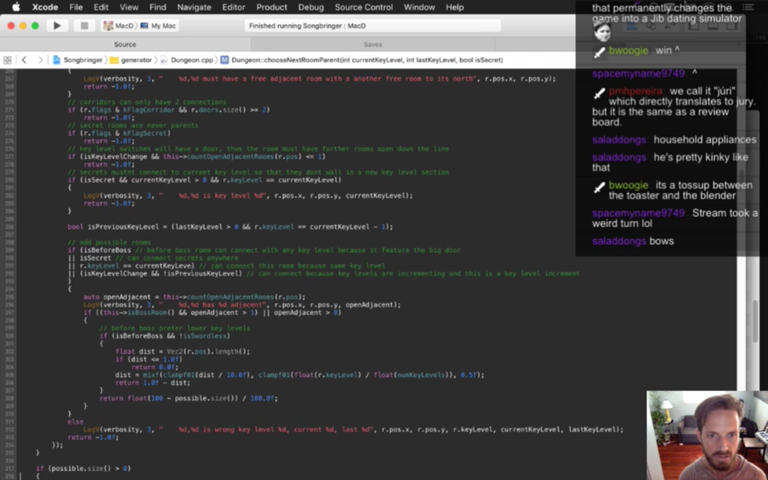 Xcode File Edit View Find Navigate Editor Product Debug Source Control Window Help
MacD My Mac
Finished running Songbringer : MacD
Source
Saves
Songbringer generator Dungeon.cpp Dungeon::chooseNextRoomParent(int currentKeyLevel, int lastKeyLevel, bool isSecret)
that permanently changes the
game into a Jib dating simulator
bwoogie: win ^
spacemyname9749: ^
pmhpereira: we call it "júri"
which directly translates to jury.
but it is the same as a review
board.
saladdongs: household appliances
saladdongs: he's pretty kinky like
that
bwoogie: its a tossup between
the toaster and the blender
spacemyname9749: Stream took a
weird turn lol
saladdongs: bows
LogV(verbosity, 3, " %d,%d must have a free adjacent room with a another free room to its north", r.pos.x, r.pos.y);
return -1.0f;
}
// corridors can only have 2 connections
if (r.flags & kFlagCorridor && r.doors.size() >= 2)
return -1.0f;
// secret rooms are never parents
if (r.flags & kFlagSecret)
return -1.0f;
// key level switches will have a door, thus the room must have further rooms open down the line
if (isKeyLevelChange && this->countOpenAdjacentRooms(r.pos) <= 1)
return -1.0f;
// secrets mustnt connect to current key level so that they dont wall in a new key level section
if (isSecret && currentKeyLevel > 0 && r.keyLevel == currentKeyLevel)
{
LogV(verbosity, 3, " %d,%d is key level %d", r.pos.x, r.pos.y, currentKeyLevel);
return -1.0f;
}
bool isPreviousKeyLevel = (lastKeyLevel > 0 && r.keyLevel == currentKeyLevel - 1);
// add possible rooms
if (isBeforeBoss // before boss room can connect with any key level because it feature the big door
|| isSecret // can connect secrets anywhere
|| r.keyLevel == currentKeyLevel // can connect this room because same key level
|| (isKeyLevelChange && !isPreviousKeyLevel) // can connect because key levels are incrementing and this is a key level increment
)
{
auto openAdjacent = this->countOpenAdjacentRooms(r.pos);
LogV(verbosity, 3, " %d,%d has %d adjacent", r.pos.x, r.pos.y, openAdjacent);
if ((this->isBossRoom() && openAdjacent > 1) || openAdjacent > 0)
{
// before boss prefer lower key levels
if (isBeforeBoss && !isSwordless)
{
float dist = Vec2(r.pos).length();
if (dist <= 1.0f)
return 0.0f;
dist = mixf(clampf01(dist / 10.0f), clampf01(float(r.keyLevel) / float(numKeyLevels)), 0.5f);
return 1.0f - dist;
}
return float(100 - possible.size()) / 100.0f;
}
}
else
LogV(verbosity, 3, " %d,%d is wrong key level %d, current %d, last %d", r.pos.x, r.pos.y, r.keyLevel, currentKeyLevel, lastKeyLevel);
return -1.0f;
});
if (possible.size() > 0)
{